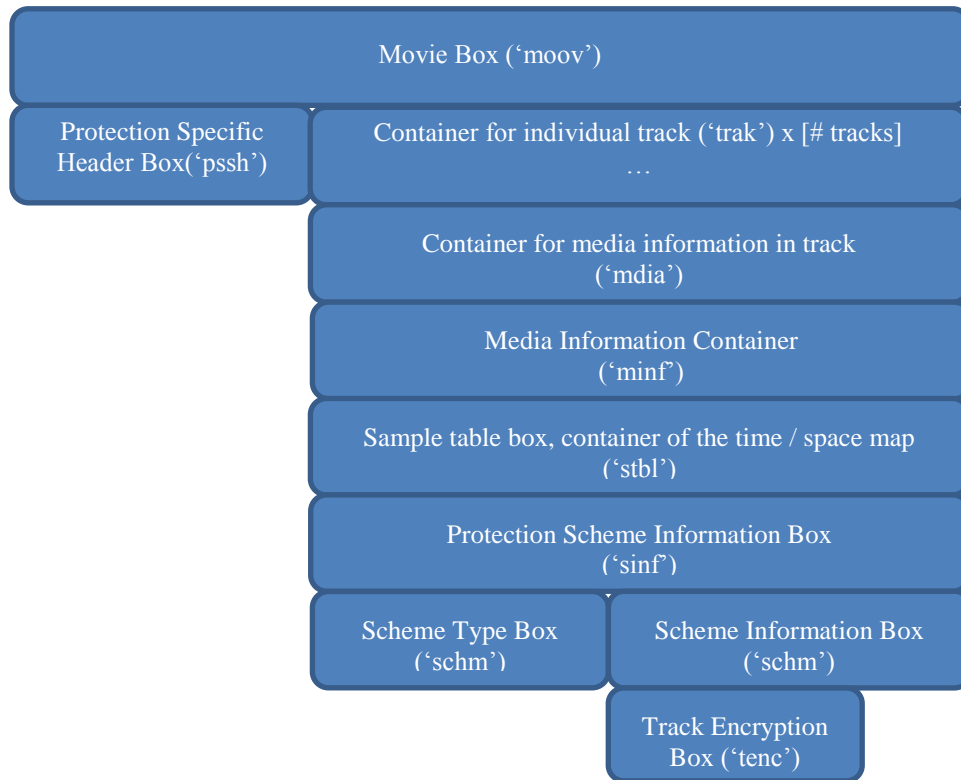 Movie Box (‘moov’)
Protection Specific
Header Box(‘pssh’)
Container for individual track (‘trak’) x [# tracks]
…
Container for media information in track
(‘mdia’)
Media Information Container
(‘minf’)
Sample table box, container of the time / space map
(‘stbl’)
Protection Scheme Information Box
(‘sinf’)
Scheme Type Box
(‘schm’)
Scheme Information Box
(‘schm’)
Track Encryption
Box (‘tenc’)